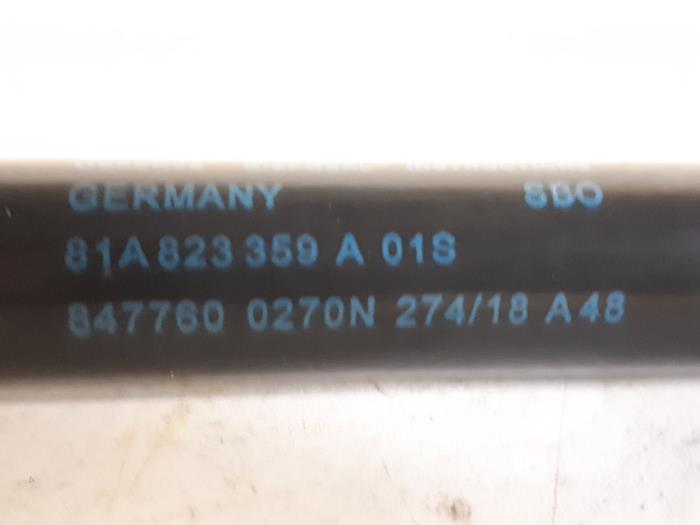 GERMANY SBO
81A 823 359 A 01S
847760 0270N 274/18 A48